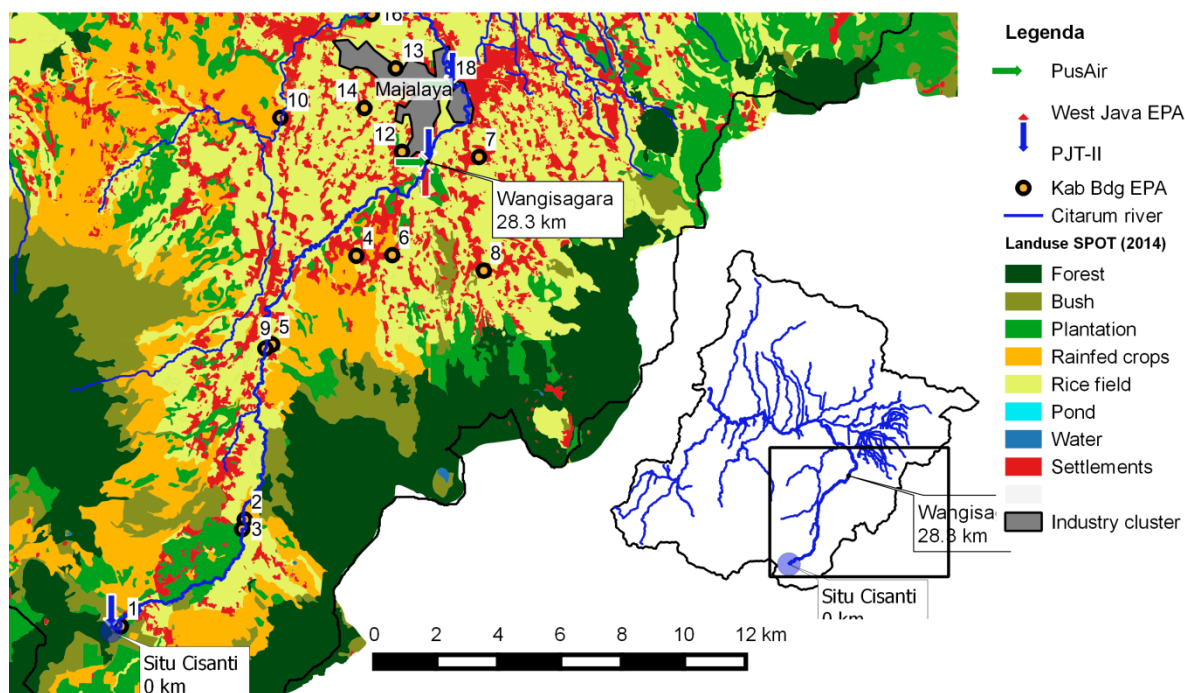 16
13
18
14
Majalaya
10
12
7
Wangisagara
28.3 km
4
6
8
9
5
2
3
1
Situ Cisanti
0 km
0 2 4 6 8 10 12 km
Wangisag
28.3 km
Situ Cisanti
0 km
Legenda
PusAir
West Java EPA
PJT-II
Kab Bdg EPA
Citarum river
Landuse SPOT (2014)
Forest
Bush
Plantation
Rainfed crops
Rice field
Pond
Water
Settlements
Industry cluster